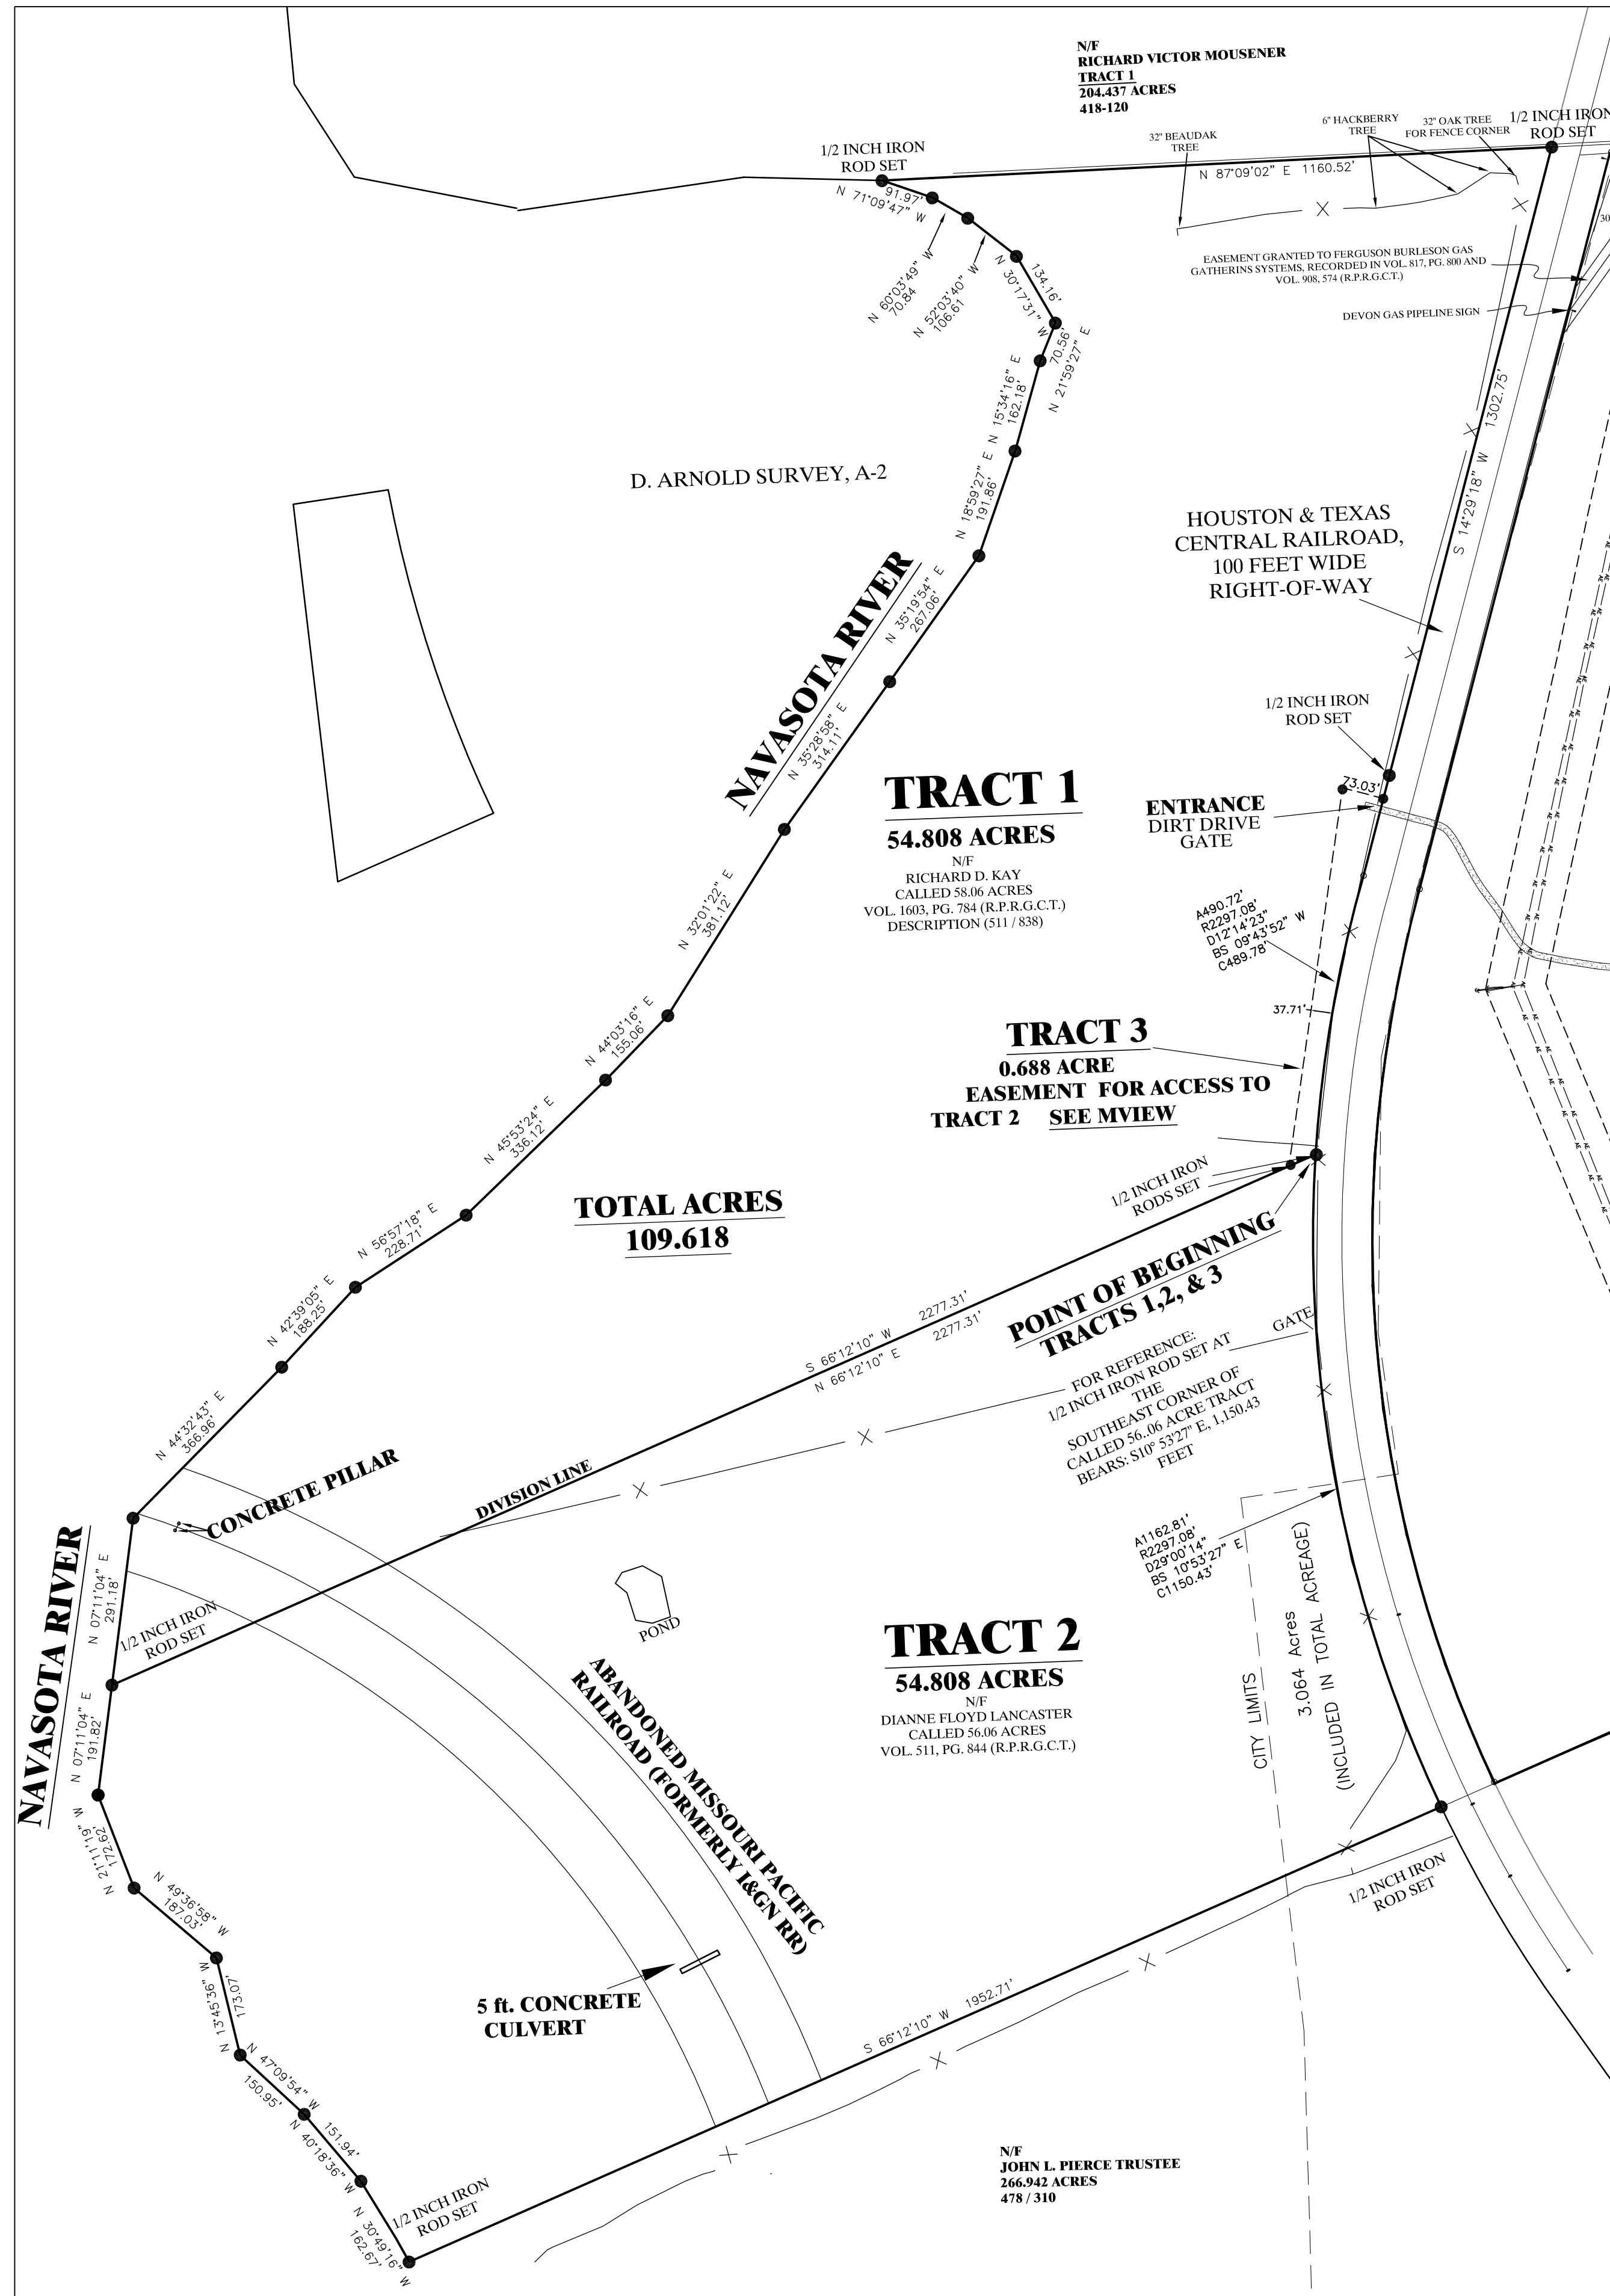 N/F
RICHARD VICTOR MOUSENER
TRACT 1
204.437 ACRES
418-120
1/2 INCH IRON
ROD SET
32" BEAUDAK
TREE
6" HACKBERRY
TREE
32" OAK TREE
FOR FENCE CORNER
1/2 INCH IRON
ROD SET
N 87°09'02" E 1160.52'
91.97'
N 71°09'47" W
N 60°03'49" W
70.84
N 52°03'40" W
106.61
134.16'
N 30°17'31" W
70.56'
N 21°59'27" E
N 15°34'16" E
162.18'
30
EASEMENT GRANTED TO FERGUSON BURLESON GAS
GATHERINS SYSTEMS, RECORDED IN VOL. 817, PG. 800 AND
VOL. 908, 574 (R.P.R.G.C.T.)
DEVON GAS PIPELINE SIGN
S 14°29'18" W 1302.75'
D. ARNOLD SURVEY, A-2
N 18°59'27" E
191.86'
HOUSTON & TEXAS
CENTRAL RAILROAD,
100 FEET WIDE
RIGHT-OF-WAY
NAVASOTA RIVER
N 35°19'54" E
267.06'
N 35°28'58" E
314.11'
1/2 INCH IRON
ROD SET
73.03'
TRACT 1
54.808 ACRES
N/F
RICHARD D. KAY
CALLED 58.06 ACRES
VOL. 1603, PG. 784 (R.P.R.G.C.T.)
DESCRIPTION (511 / 838)
ENTRANCE
DIRT DRIVE
GATE
N 32°01'22" E
381.12'
A490.72'
R2297.08'
D12°14'23"
BS 09°43'52" W
C489.78'
37.71'
N 44°03'16" E
155.06'
TRACT 3
0.688 ACRE
EASEMENT FOR ACCESS TO
TRACT 2 SEE MVIEW
N 45°53'24" E
336.12'
1/2 INCH IRON
RODS SET
TOTAL ACRES
109.618
N 56°57'18" E
228.71'
POINT OF BEGINNING
TRACTS 1,2, & 3
N 42°39'05" E
188.25'
S 66°12'10" W 2277.31'
N 66°12'10" E 2277.31'
GATE
FOR REFERENCE:
1/2 INCH IRON ROD SET AT
THE
SOUTHEAST CORNER OF
CALLED 56..06 ACRE TRACT
BEARS: S10° 53'27" E, 1,150.43
FEET
N 44°32'43" E
366.96'
CONCRETE PILLAR
DIVISION LINE
A1162.81'
R2297.08'
D29°00'14"
BS 10°53'27" E
C1150.43'
NAVASOTA RIVER
N 07°11'04" E
291.18'
1/2 INCH IRON
ROD SET
POND
TRACT 2
54.808 ACRES
N/F
DIANNE FLOYD LANCASTER
CALLED 56.06 ACRES
VOL. 511, PG. 844 (R.P.R.G.C.T.)
CITY LIMITS
3.064 Acres
(INCLUDED IN TOTAL ACREAGE)
ABANDONED MISSOURI PACIFIC
RAILROAD (FORMERLY I&GN RR)
N 07°11'04" E
191.82'
N 21°11'19" W
172.62'
N 49°36'58" W
187.03'
N 13°45'36" W
173.07'
1/2 INCH IRON
ROD SET
5 ft. CONCRETE
CULVERT
S 66°12'10" W 1952.71'
N 47°09'54" W
150.95'
151.94'
N 40°18'36" W
N 30°49'16" W
162.67'
1/2 INCH IRON
ROD SET
N/F
JOHN L. PIERCE TRUSTEE
266.942 ACRES
478 / 310